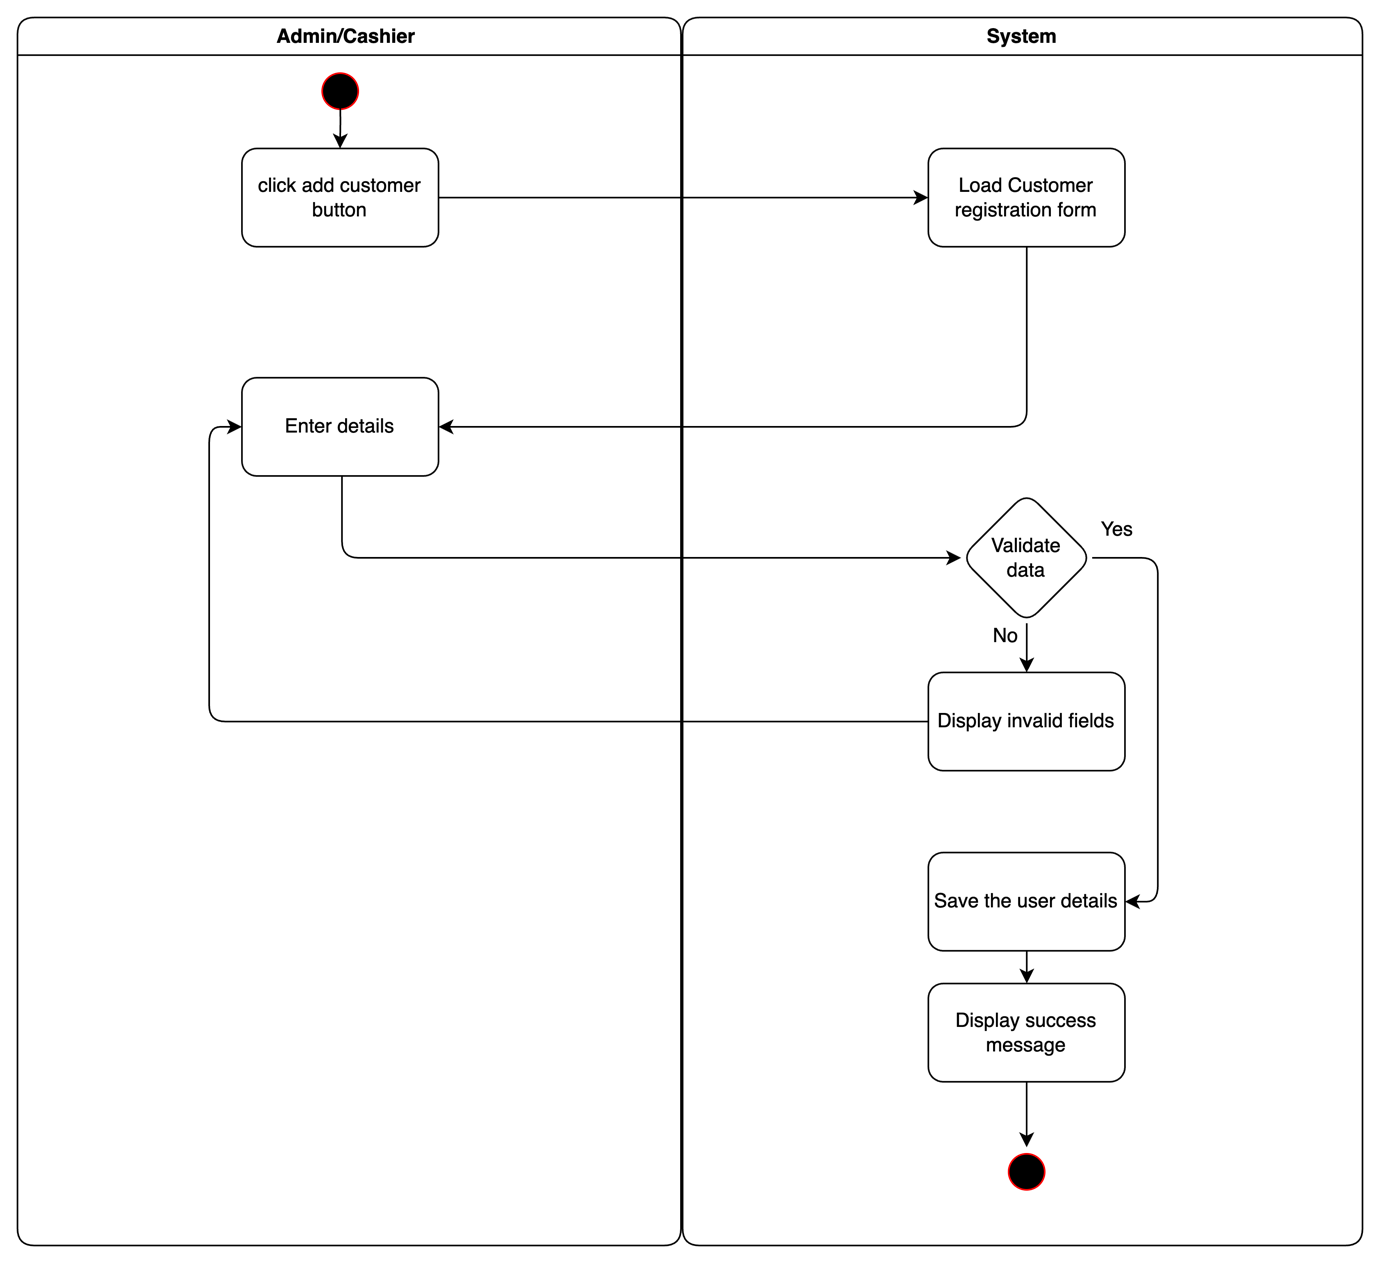 Admin/Cashier
System
click add customer
button
Load Customer
registration form
Enter details
Validate
data
Yes
No
Display invalid fields
Save the user details
Display success
message